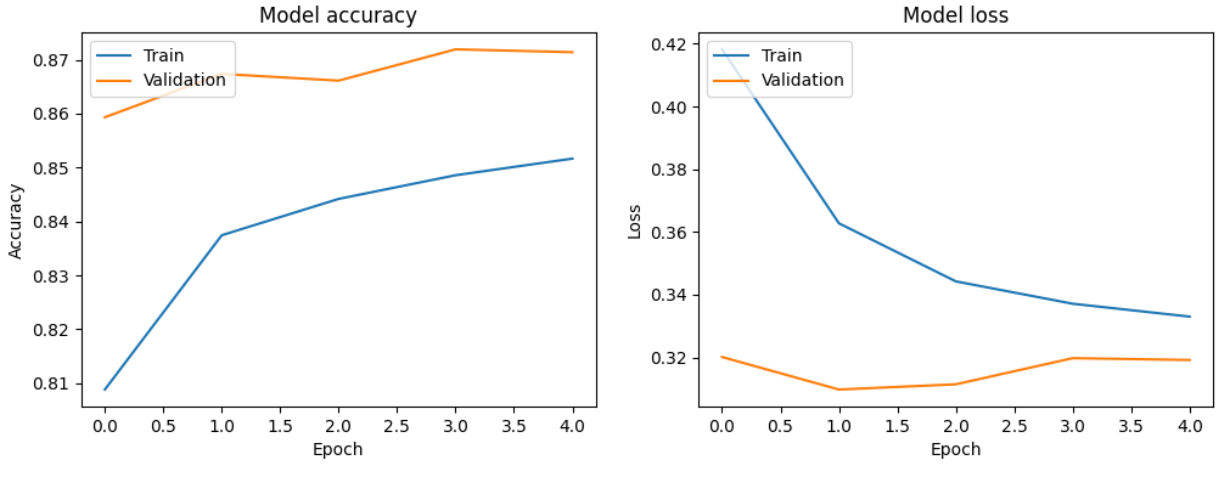 Model accuracy
Train
Validation
0.87
0.86
0.85
0.84
0.83
0.82
0.81
Accuracy
0.0 0.5 1.0 1.5 2.0 2.5 3.0 3.5 4.0
Epoch
Model loss
Train
Validation
0.42
0.40
0.38
0.36
0.34
0.32
Loss
0.0 0.5 1.0 1.5 2.0 2.5 3.0 3.5 4.0
Epoch